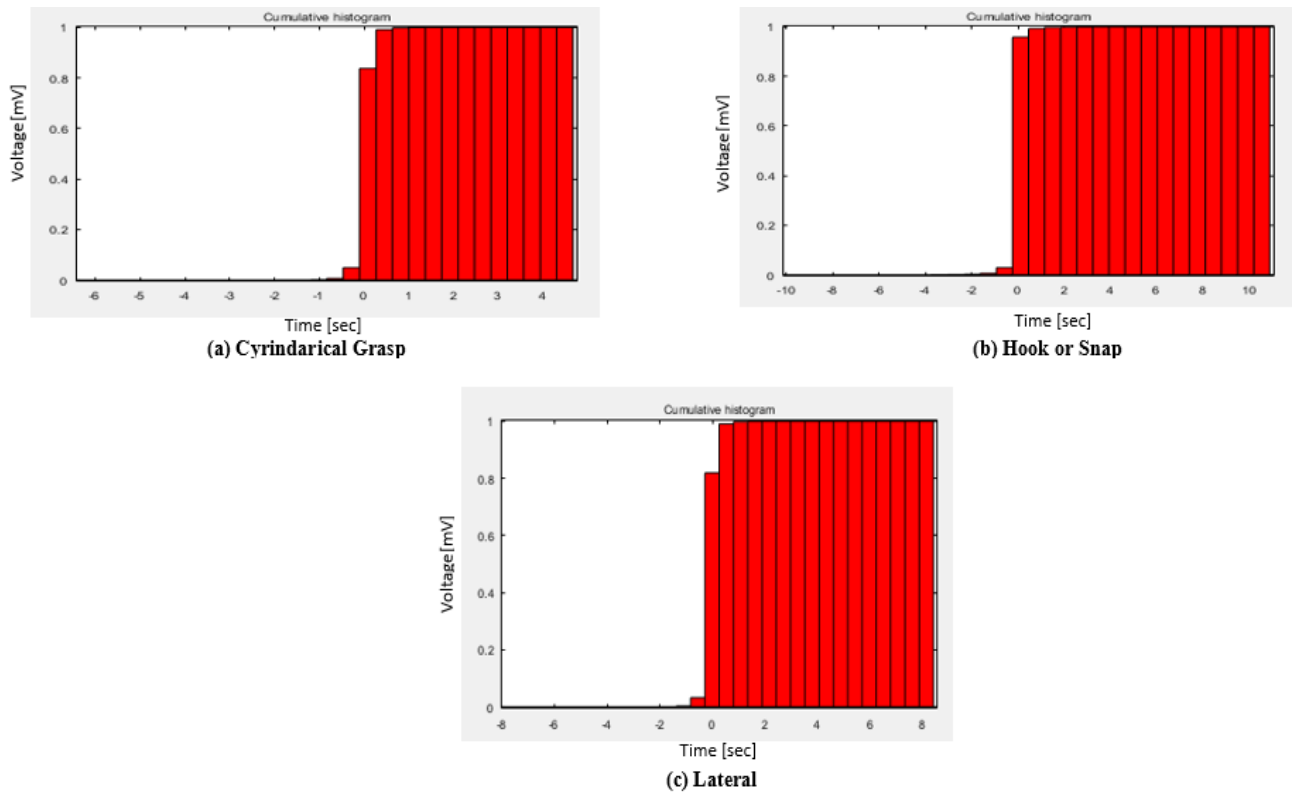 Cumulative histogram
Voltage[mV]
1
0.8
0.6
0.4
0.2
0
-6 -5 -4 -3 -2 -1 0 1 2 3 4
Time [sec]
(a) Cyrindarical Grasp
Cumulative histogram
Voltage[mV]
1
0.8
0.6
0.4
0.2
0
-10 -8 -6 -4 -2 0 2 4 6 8 10
Time [sec]
(b) Hook or Snap
Cumulative histogram
Voltage[mV]
1
0.8
0.6
0.4
0.2
0
-8 -6 -4 -2 0 2 4 6 8
Time [sec]
(c) Lateral